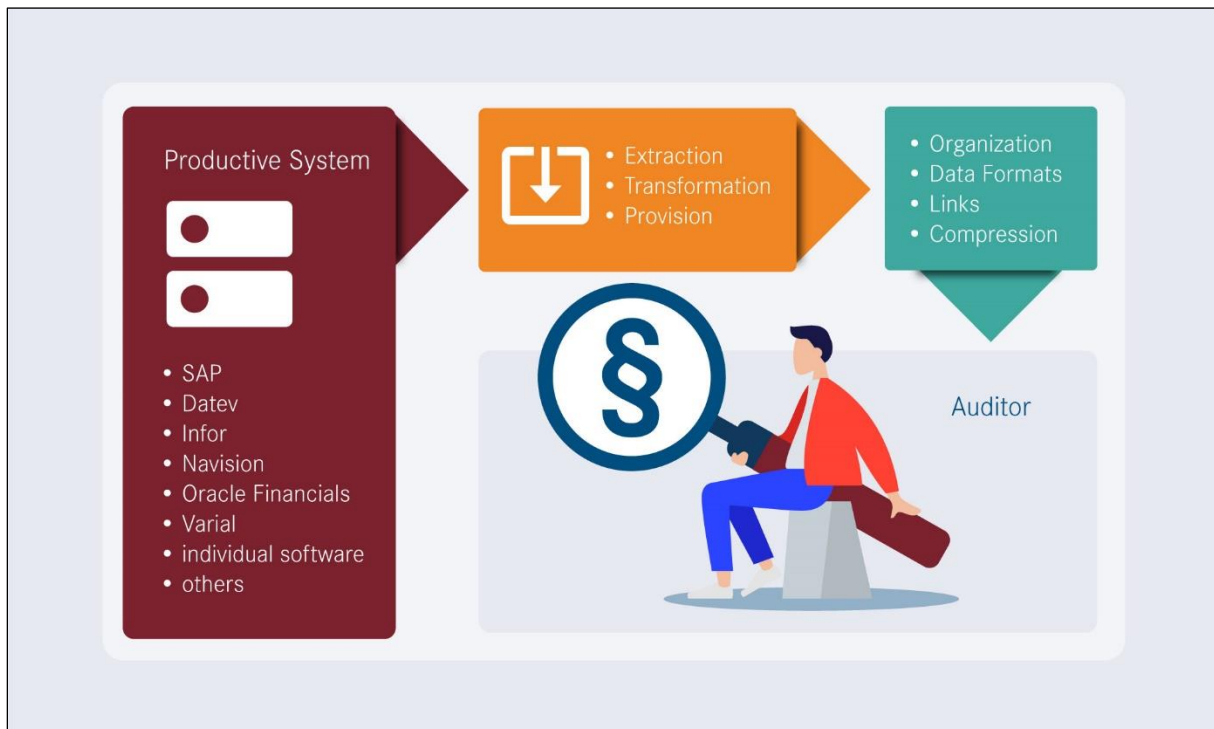 Productive System
• SAP
• Datev
• Infor
• Navision
• Oracle Financials
• Varial
• individual software
• others
• Extraction
• Transformation
• Provision
• Organization
• Data Formats
• Links
• Compression
§
Auditor